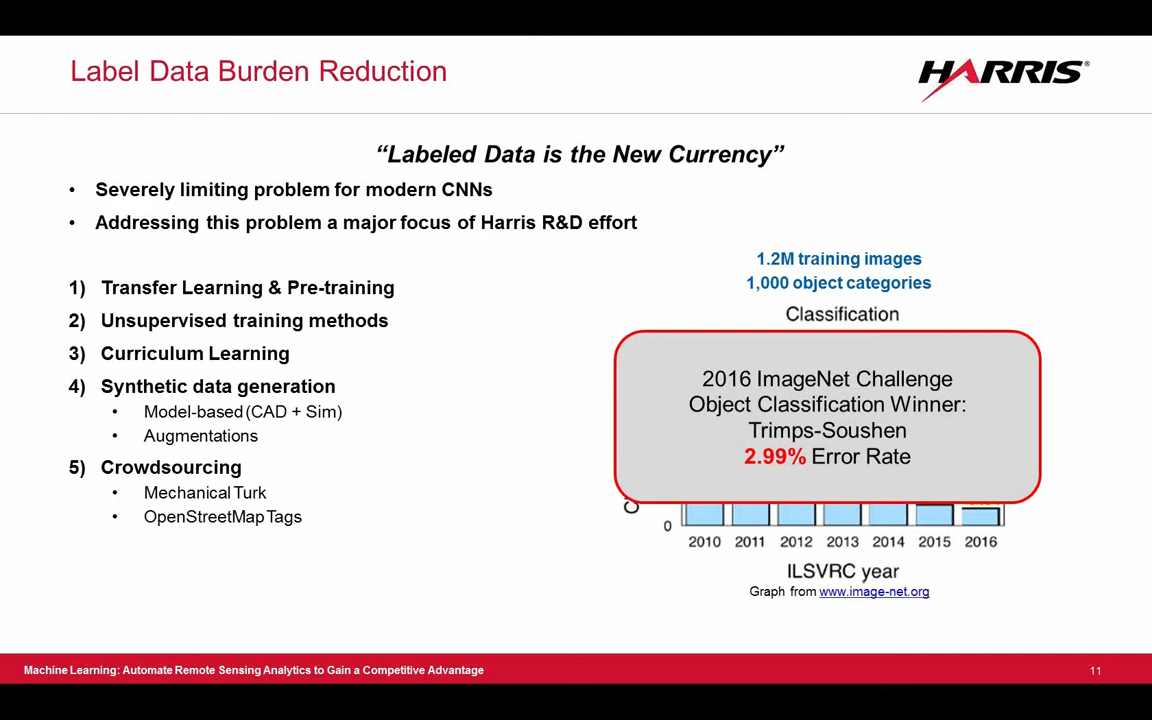 Label Data Burden Reduction
HARRIS®
“Labeled Data is the New Currency”
• Severely limiting problem for modern CNNs
• Addressing this problem a major focus of Harris R&D effort
1) Transfer Learning & Pre-training
2) Unsupervised training methods
3) Curriculum Learning
4) Synthetic data generation
• Model-based (CAD + Sim)
• Augmentations
5) Crowdsourcing
• Mechanical Turk
• OpenStreetMap Tags
1.2M training images
1,000 object categories
Classification
2016 ImageNet Challenge
Object Classification Winner:
Trimps-Soushen
2.99% Error Rate
0
2010 2011 2012 2013 2014 2015 2016
ILSVRC year
Graph from www.image-net.org
Machine Learning: Automate Remote Sensing Analytics to Gain a Competitive Advantage
11